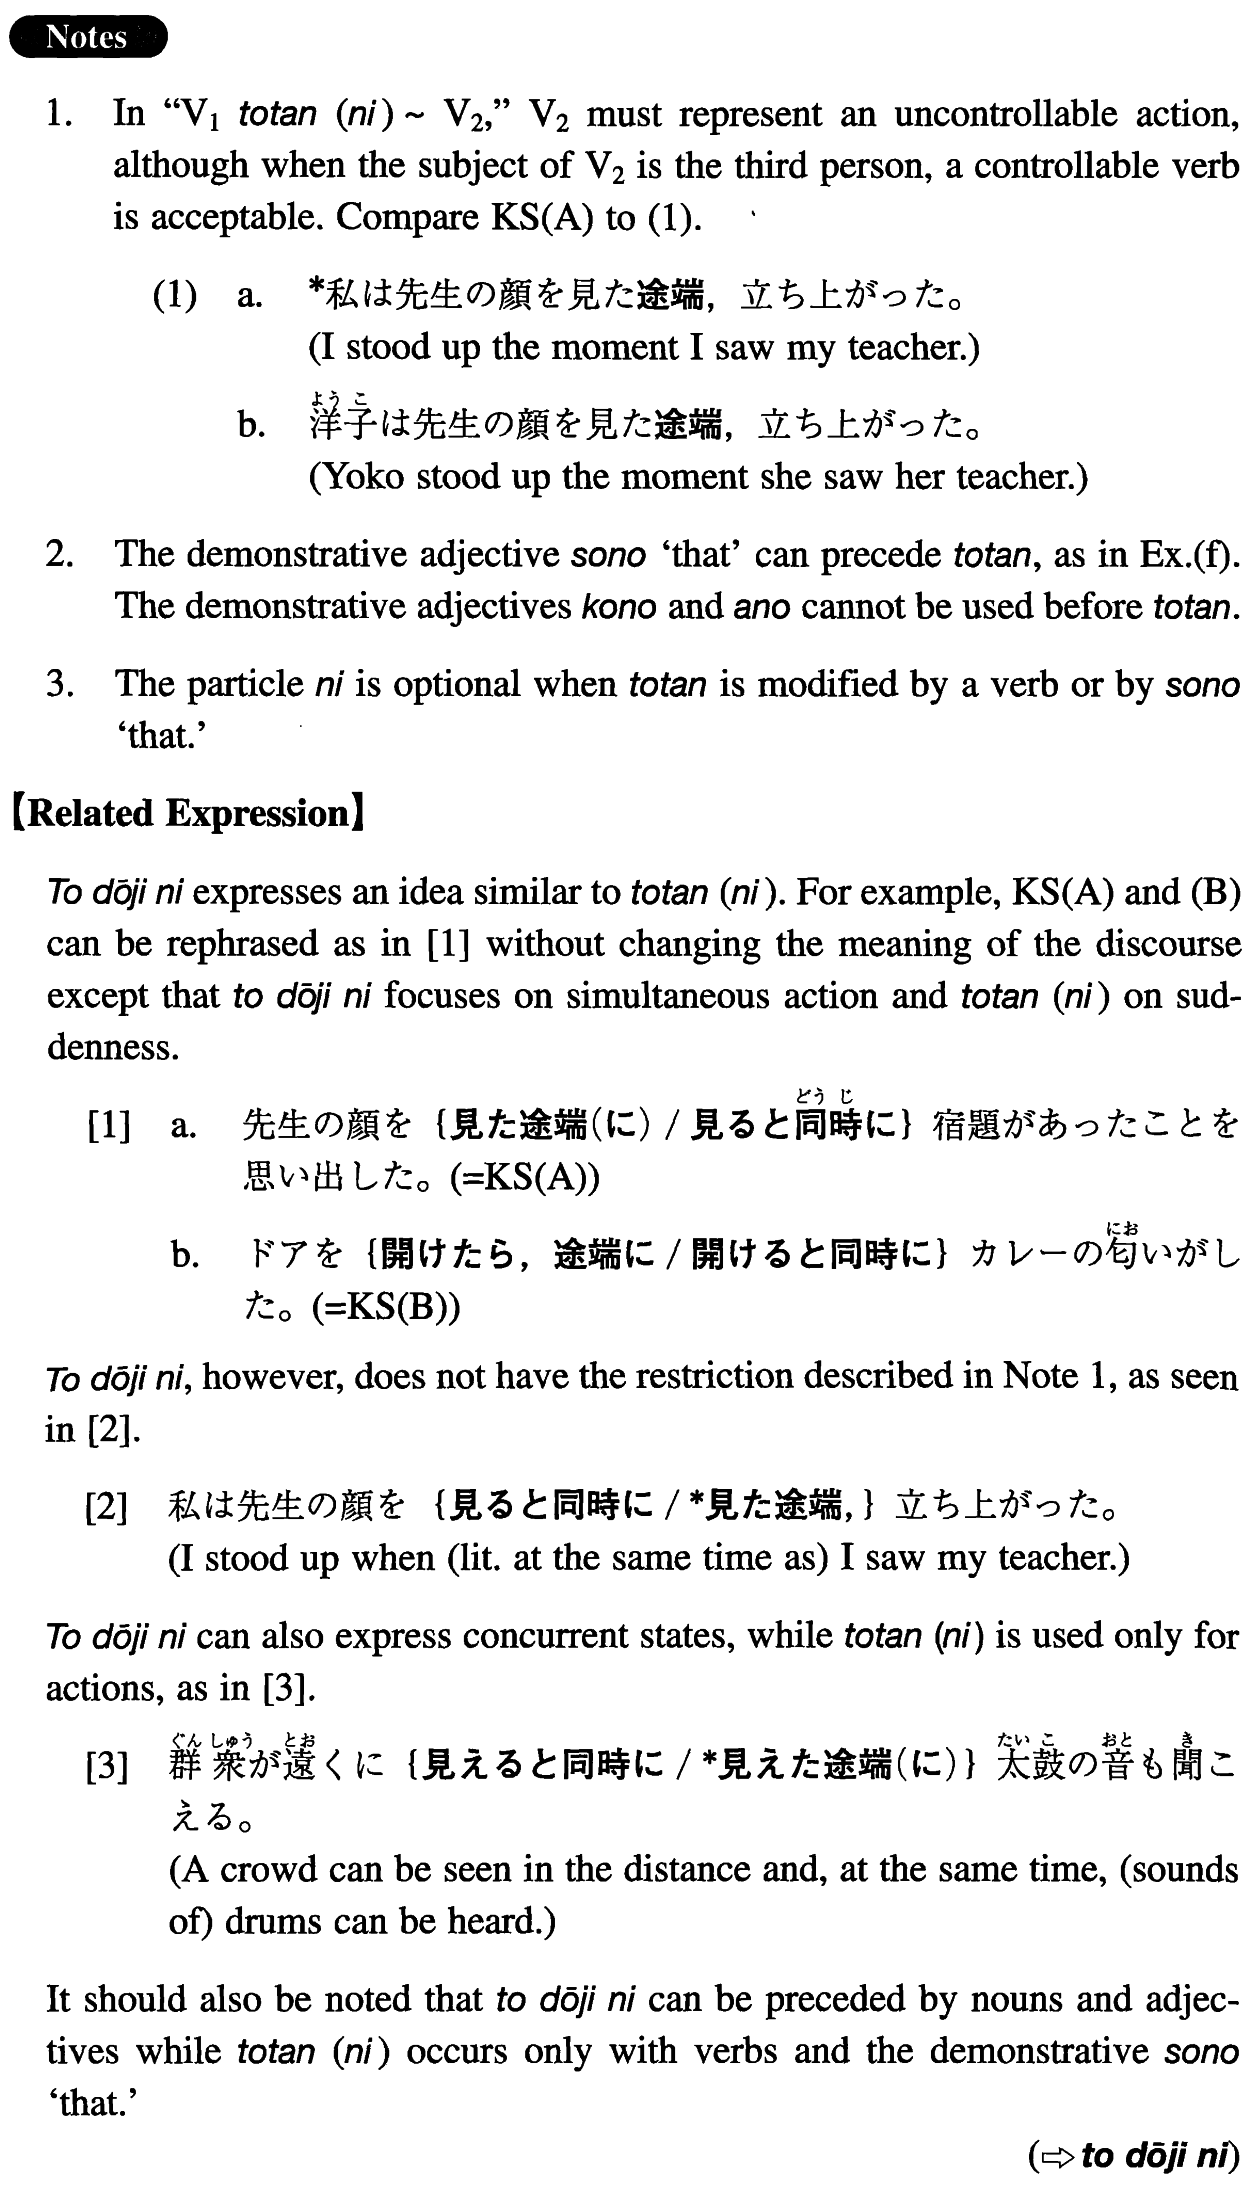 Notes
1. In “V₁ totan (ni) ~ V₂,” V₂ must represent an uncontrollable action,
although when the subject of V₂ is the third person, a controllable verb
is acceptable. Compare KS(A) to (1).
(1) a. *私は先生の顔を見た途端，立ち上がった。
(I stood up the moment I saw my teacher.)
ようこ
b. 洋子は先生の顔を見た途端，立ち上がった。
(Yoko stood up the moment she saw her teacher.)
2. The demonstrative adjective sono ‘that’ can precede totan, as in Ex.(f).
The demonstrative adjectives kono and ano cannot be used before totan.
3. The particle ni is optional when totan is modified by a verb or by sono
‘that.’
【Related Expression】
To dōji ni expresses an idea similar to totan (ni). For example, KS(A) and (B)
can be rephrased as in [1] without changing the meaning of the discourse
except that to dōji ni focuses on simultaneous action and totan (ni) on sud-
denness.
どうじ
[1] a. 先生の顔を {見た途端(に) / 見ると同時に} 宿題があったことを
思い出した。(=KS(A))
にお
b. ドアを {開けたら，途端に / 開けると同時に} カレーの匂いがし
た。(=KS(B))
To dōji ni, however, does not have the restriction described in Note 1, as seen
in [2].
[2] 私は先生の顔を {見ると同時に / *見た途端,} 立ち上がった。
(I stood up when (lit. at the same time as) I saw my teacher.)
To dōji ni can also express concurrent states, while totan (ni) is used only for
actions, as in [3].
ぐんしゅう とお たいこ おと き
[3] 群衆が遠くに {見えると同時に / *見えた途端(に)} 太鼓の音も聞こ
える。
(A crowd can be seen in the distance and, at the same time, (sounds
of) drums can be heard.)
It should also be noted that to dōji ni can be preceded by nouns and adjec-
tives while totan (ni) occurs only with verbs and the demonstrative sono
‘that.’
(⇨ to dōji ni)